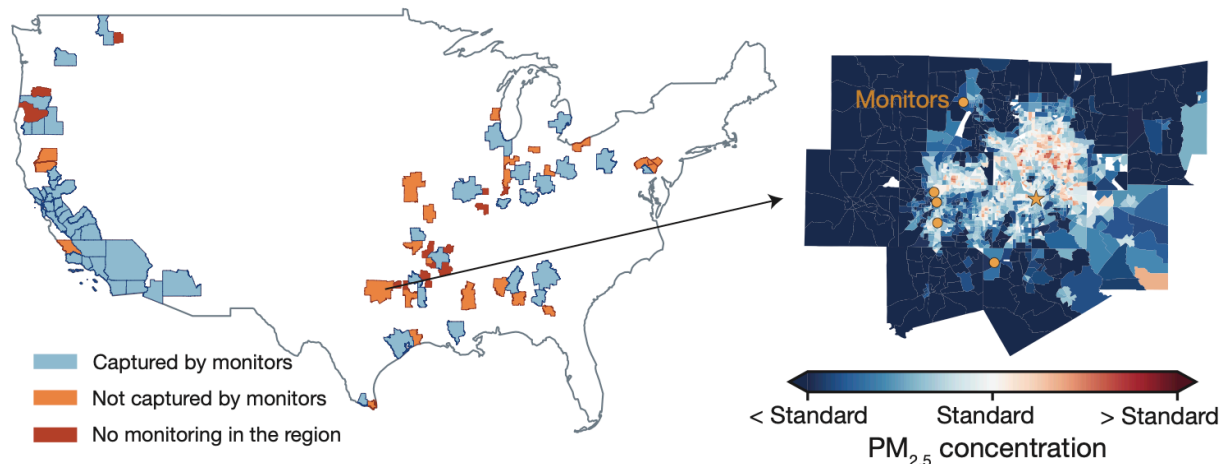 Monitors
Captured by monitors
Not captured by monitors
No monitoring in the region
< Standard Standard > Standard
PM2.5 concentration